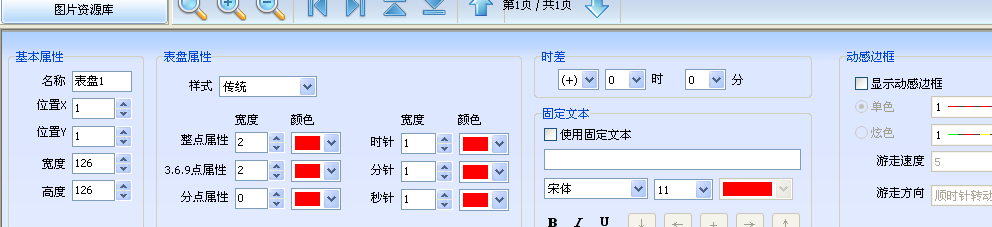 图片资源库
第1页 / 共1页
基本属性
名称 表盘1
位置X 1
位置Y 1
宽度 126
高度 126
表盘属性
样式 传统
宽度 颜色 宽度 颜色
整点属性 2 时针 1
3.6.9点属性 2 分针 1
分点属性 0 秒针 1
时差
(+) 0 时 0 分
固定文本
使用固定文本
宋体 11
B I U
动感边框
显示动感边框
单色 1
炫色 1
游走速度 5
游走方向 顺时针转动